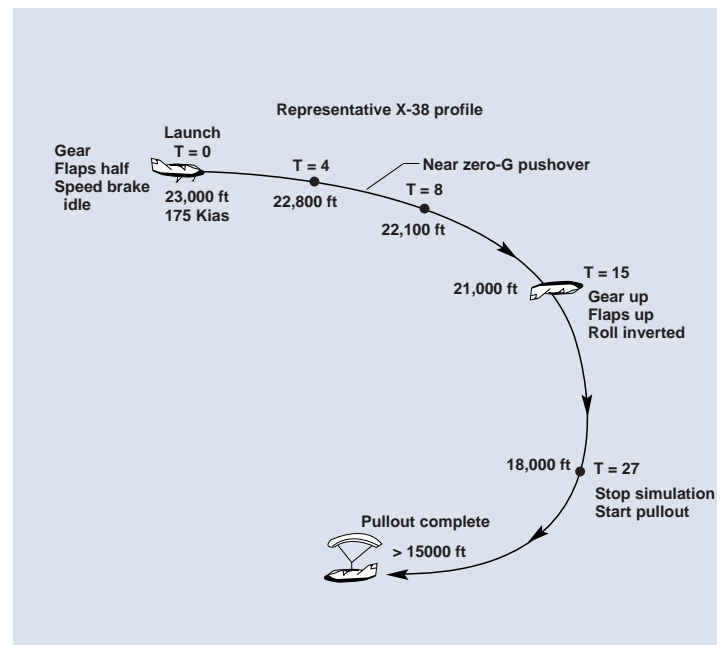 Representative X-38 profile
Launch
T = 0
Gear
Flaps half
Speed brake
idle
23,000 ft
175 Kias
T = 4
22,800 ft
Near zero-G pushover
T = 8
22,100 ft
21,000 ft
T = 15
Gear up
Flaps up
Roll inverted
18,000 ft
T = 27
Stop simulation
Start pullout
Pullout complete
> 15000 ft